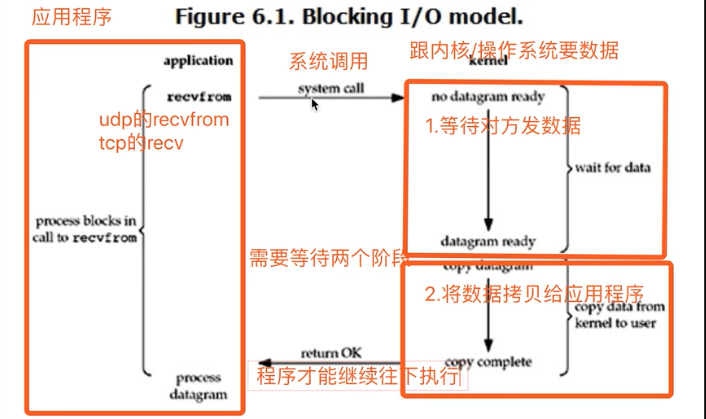 Figure 6.1. Blocking I/O model.
应用程序
application
系统调用
跟内核/操作系统要数据
kernel
recvfrom
system call
no datagram ready
udp的recvfrom
tcp的recv
1.等待对方发数据
wait for data
process blocks in
call to recvfrom
datagram ready
需要等待两个阶段
copy datagram
2.将数据拷贝给应用程序
copy data from
kernel to user
return OK
copy complete
程序才能继续往下执行
process
datagram